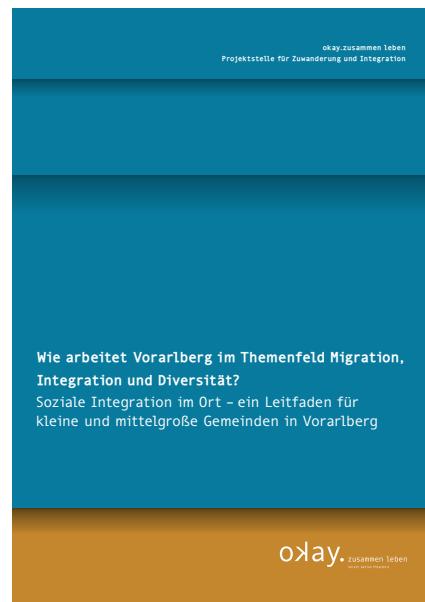 okay.zusammen leben
Projektstelle für Zuwanderung und Integration
Wie arbeitet Vorarlberg im Themenfeld Migration,
Integration und Diversität?
Soziale Integration im Ort – ein Leitfaden für
kleine und mittelgroße Gemeinden in Vorarlberg
okay. zusammen leben